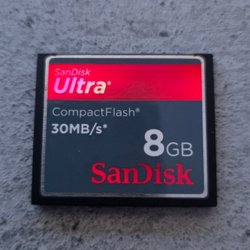 SanDisk
Ultra®
CompactFlash®
30MB/s*
8GB
SanDisk